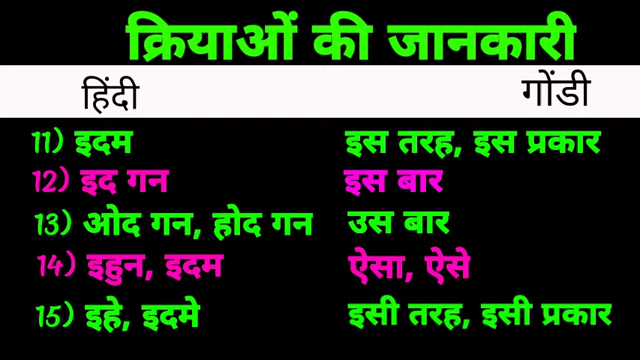 क्रियाओं की जानकारी
हिंदी गोंडी
11) इदम इस तरह, इस प्रकार
12) इद गन इस बार
13) ओद गन, होद गन उस बार
14) इहुन, इदम ऐसा, ऐसे
15) इहे, इदमे इसी तरह, इसी प्रकार